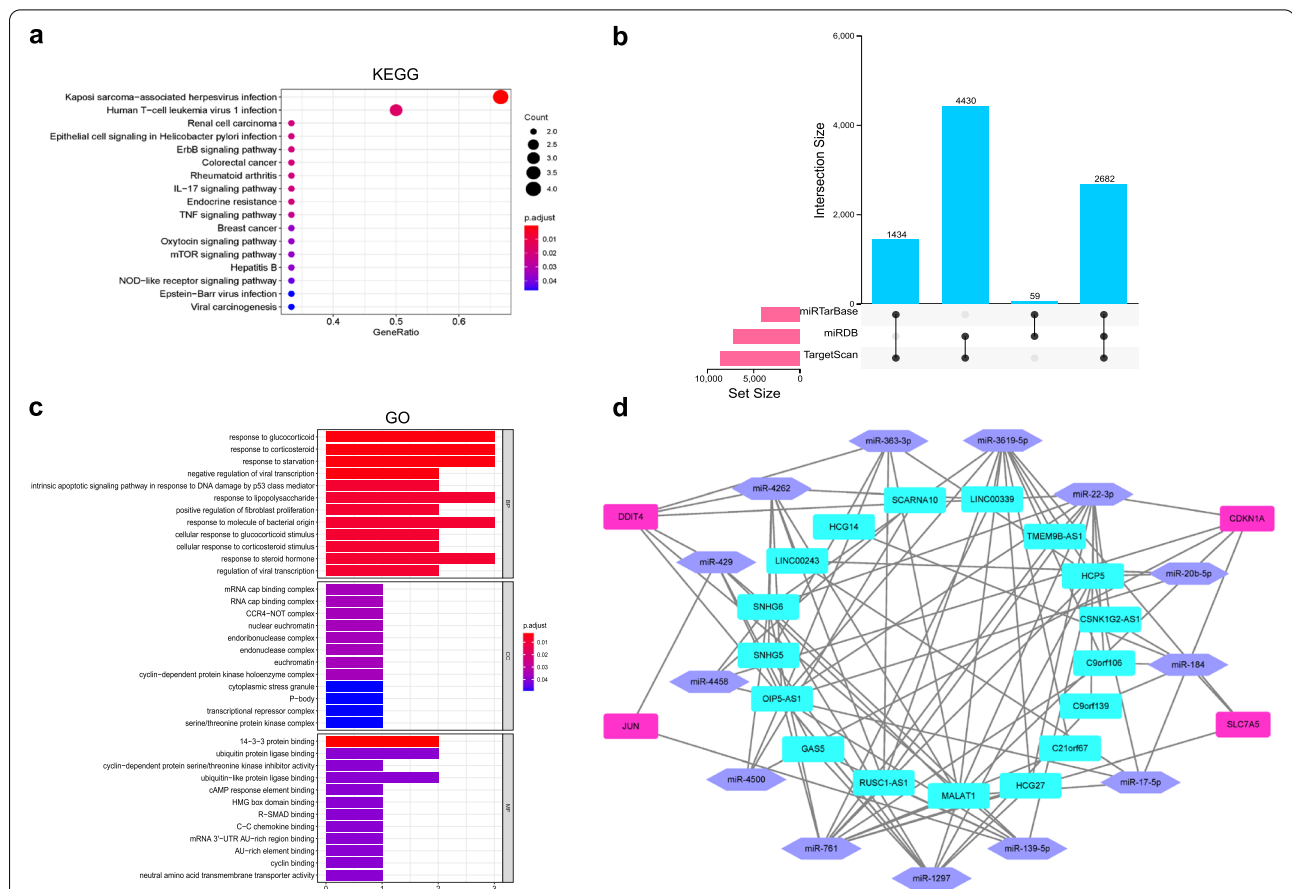 a
KEGG
Kaposi sarcoma−associated herpesvirus infection
Human T−cell leukemia virus 1 infection
Renal cell carcinoma
Epithelial cell signaling in Helicobacter pylori infection
ErbB signaling pathway
Colorectal cancer
Rheumatoid arthritis
IL−17 signaling pathway
Endocrine resistance
TNF signaling pathway
Breast cancer
Oxytocin signaling pathway
mTOR signaling pathway
Hepatitis B
NOD−like receptor signaling pathway
Epstein−Barr virus infection
Viral carcinogenesis
0.4 0.5 0.6
GeneRatio
Count
2.0
2.5
3.0
3.5
4.0
p.adjust
0.01
0.02
0.03
0.04
b
6,000
4,000
2,000
0
Intersection Size
1434
4430
59
2682
miRTarBase
miRDB
TargetScan
10,000 5,000 0
Set Size
c
GO
response to glucocorticoid
response to corticosteroid
response to starvation
negative regulation of viral transcription
intrinsic apoptotic signaling pathway in response to DNA damage by p53 class mediator
response to lipopolysaccharide
positive regulation of fibroblast proliferation
response to molecule of bacterial origin
cellular response to glucocorticoid stimulus
cellular response to corticosteroid stimulus
response to steroid hormone
regulation of viral transcription
BP
mRNA cap binding complex
RNA cap binding complex
CCR4−NOT complex
nuclear euchromatin
endoribonuclease complex
endonuclease complex
euchromatin
cyclin−dependent protein kinase holoenzyme complex
cytoplasmic stress granule
P−body
transcriptional repressor complex
serine/threonine protein kinase complex
CC
14−3−3 protein binding
ubiquitin protein ligase binding
cyclin−dependent protein serine/threonine kinase inhibitor activity
ubiquitin−like protein ligase binding
cAMP response element binding
HMG box domain binding
R−SMAD binding
C−C chemokine binding
mRNA 3'−UTR AU−rich region binding
AU−rich element binding
cyclin binding
neutral amino acid transmembrane transporter activity
MF
0 1 2 3
p.adjust
0.01
0.02
0.03
0.04
d
miR-363-3p
miR-3619-5p
miR-4262
SCARNA10
LINC00339
miR-22-3p
DDIT4
HCG14
CDKN1A
TMEM9B-AS1
miR-429
LINC00243
HCP5
miR-20b-5p
SNHG6
CSNK1G2-AS1
SNHG5
C9orf106
miR-184
miR-4458
OIP5-AS1
C9orf139
JUN
SLC7A5
GAS5
C21orf67
miR-4500
RUSC1-AS1
MALAT1
HCG27
miR-17-5p
miR-761
miR-139-5p
miR-1297